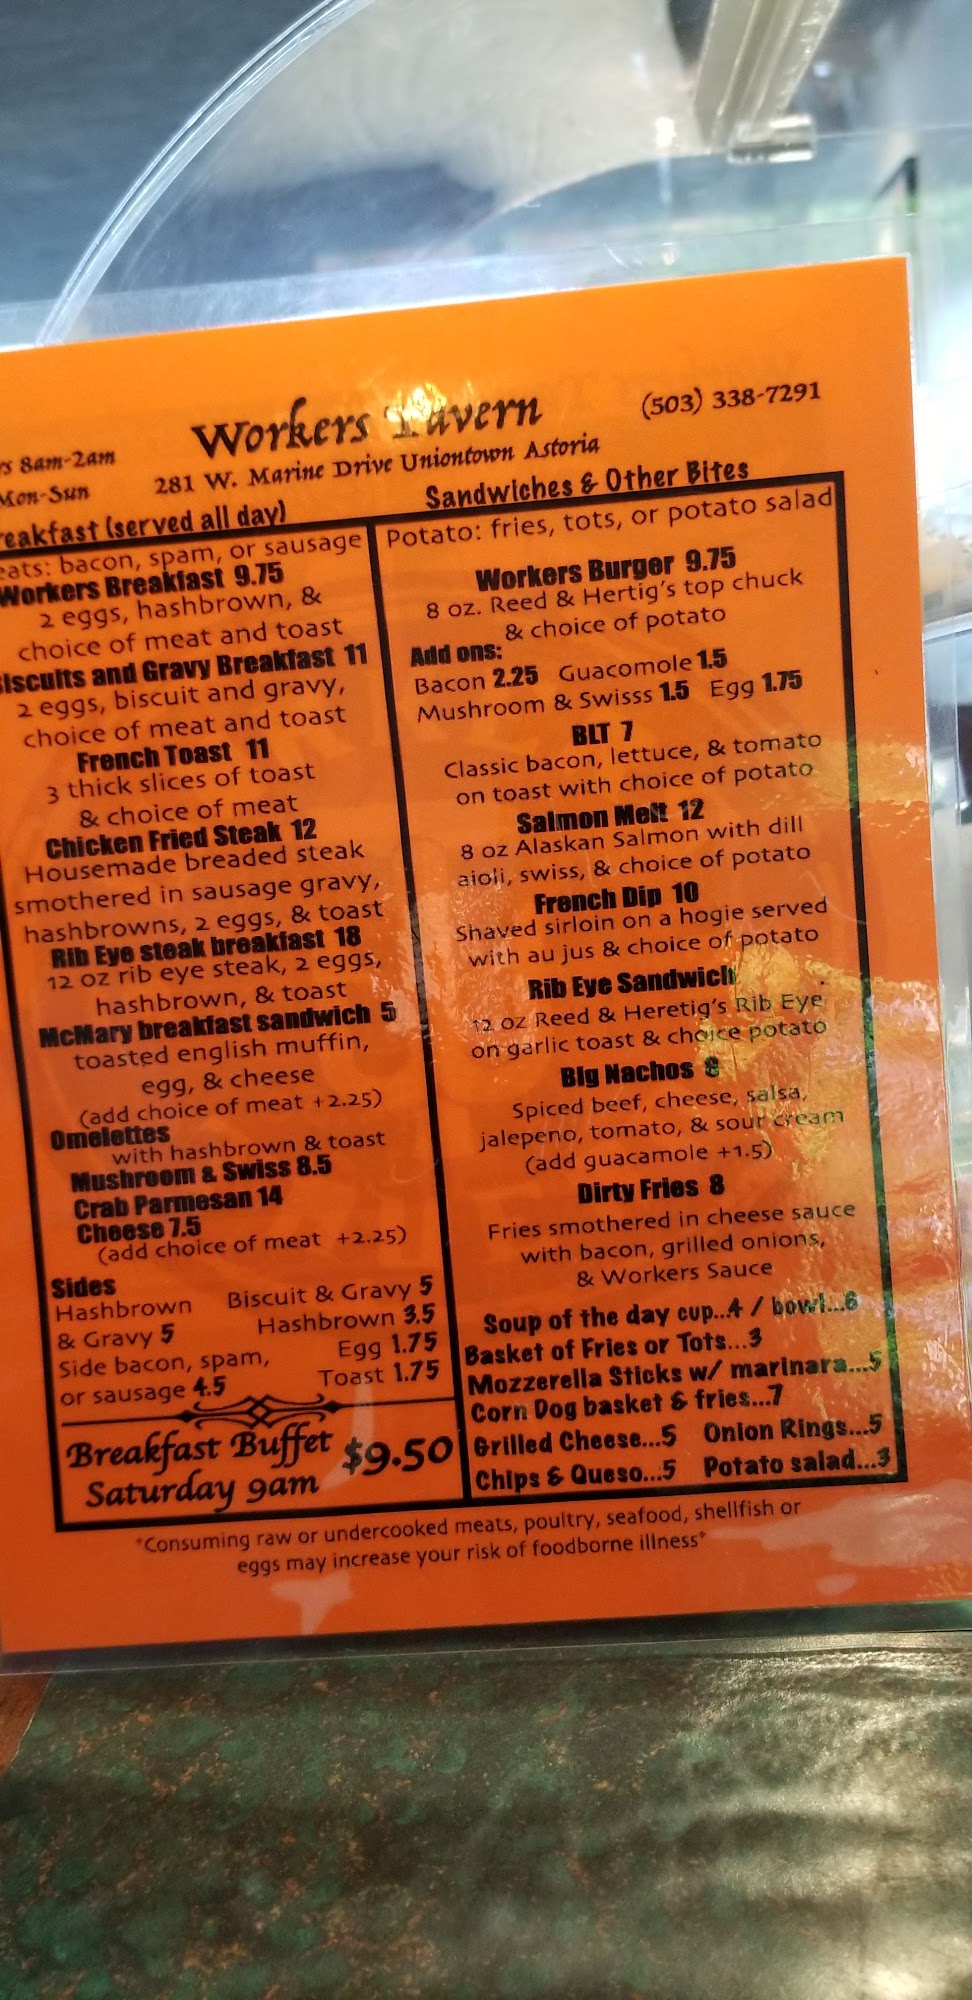 Workers Tavern
(503) 338-7291
8am-2am
Mon-Sun
281 W. Marine Drive Uniontown Astoria
(served all day)
bacon, spam, or sausage
Workers Breakfast 9.75
2 eggs, hashbrown, &
choice of meat and toast
and Gravy Breakfast 11
2 eggs, biscuit and gravy,
choice of meat and toast
French Toast 11
3 thick slices of toast
& choice of meat
Chicken Fried Steak 12
Housemade breaded steak
smothered in sausage gravy,
hashbrowns, 2 eggs, & toast
Rib Eye steak breakfast 18
12 oz rib eye steak, 2 eggs,
hashbrown, & toast
McMary breakfast sandwich 5
toasted english muffin,
egg, & cheese
(add choice of meat +2.25)
Omelettes
with hashbrown & toast
Mushroom & Swiss 8.5
Crab Parmesan 14
Cheese 7.5
(add choice of meat +2.25)
Sides
Hashbrown
& Gravy 5
Side bacon, spam,
or sausage 4.5
Biscuit & Gravy 5
Hashbrown 3.5
Egg 1.75
Toast 1.75
Breakfast Buffet $9.50
Saturday 9am
Sandwiches & Other Bites
Potato: fries, tots, or potato salad
Workers Burger 9.75
8 oz. Reed & Hertig's top chuck
& choice of potato
Add ons:
Bacon 2.25 Guacomole 1.5
Mushroom & Swisss 1.5 Egg 1.75
BLT 7
Classic bacon, lettuce, & tomato
on toast with choice of potato
Salmon Melt 12
8 oz Alaskan Salmon with dill
aioli, swiss, & choice of potato
French Dip 10
Shaved sirloin on a hogie served
with au jus & choice of potato
Rib Eye Sandwich
12 oz Reed & Heretig's Rib Eye
on garlic toast & choice potato
Big Nachos
Spiced beef, cheese, salsa,
jalepeno, tomato, & sour cream
(add guacamole +1.5)
Dirty Fries 8
Fries smothered in cheese sauce
with bacon, grilled onions,
& Workers Sauce
Soup of the day cup...4 / bowl...6
Basket of Fries or Tots...3
Mozzerella Sticks w/ marinara...5
Corn Dog basket & fries...7
Grilled Cheese...5 Onion Rings...5
Chips & Queso...5 Potato salad...3
*Consuming raw or undercooked meats, poultry, seafood, shellfish or
eggs may increase your risk of foodborne illness*